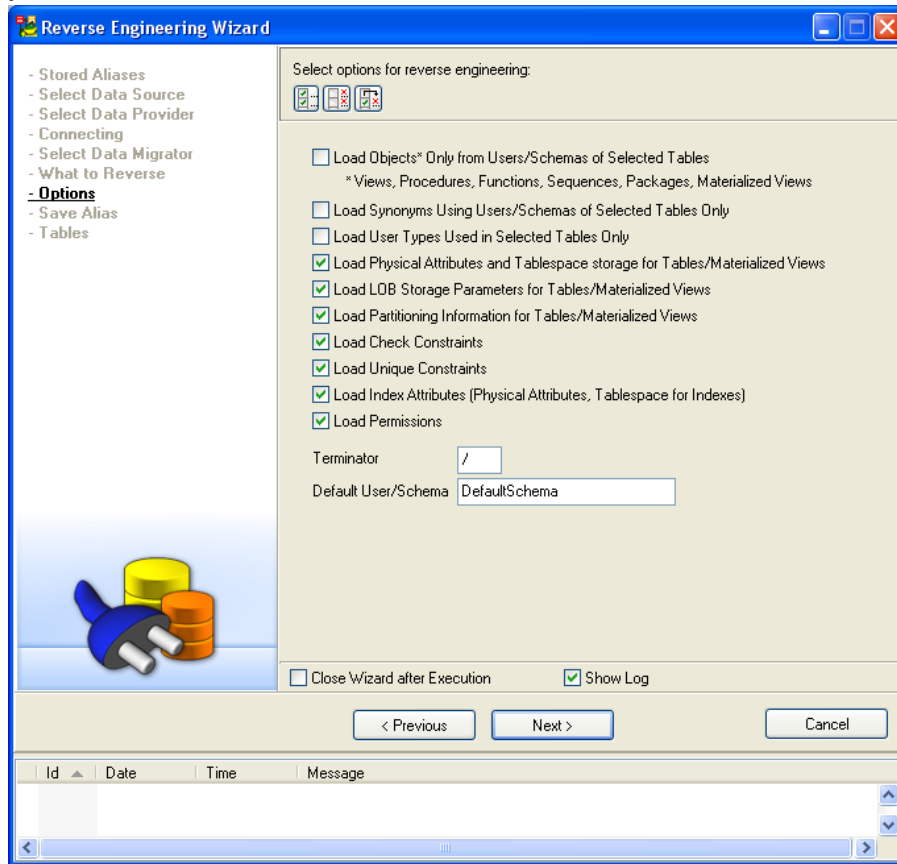 Reverse Engineering Wizard
- Stored Aliases
- Select Data Source
- Select Data Provider
- Connecting
- Select Data Migrator
- What to Reverse
- Options
- Save Alias
- Tables
Select options for reverse engineering:
Load Objects* Only from Users/Schemas of Selected Tables
* Views, Procedures, Functions, Sequences, Packages, Materialized Views
Load Synonyms Using Users/Schemas of Selected Tables Only
Load User Types Used in Selected Tables Only
Load Physical Attributes and Tablespace storage for Tables/Materialized Views
Load LOB Storage Parameters for Tables/Materialized Views
Load Partitioning Information for Tables/Materialized Views
Load Check Constraints
Load Unique Constraints
Load Index Attributes (Physical Attributes, Tablespace for Indexes)
Load Permissions
Terminator /
Default User/Schema DefaultSchema
Close Wizard after Execution Show Log
< Previous Next > Cancel
Id Date Time Message